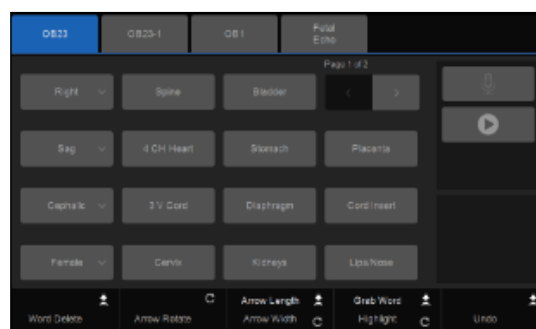 OB23 OB23-1 OB1 Fetal
Echo
Page 1 of 2
Right Spine Bladder
Sag 4 CH Heart Stomach Placenta
Cephalic 3 V Cord Diaphragm Cord Insert
Female Cervix Kidneys Lips/Nose
Arrow Length Grab Word
Word Delete Arrow Rotate Arrow Width Highlight Undo